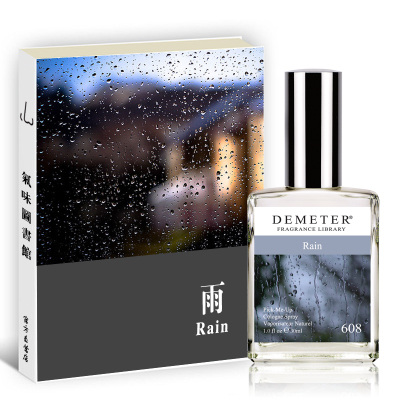 氣味圖書館
雨
Rain
DEMETER®
FRAGRANCE LIBRARY
Rain
Pick-Me-Up
Cologne Spray
Vaporisateur Naturel
1.0 fl oz e 30ml
608